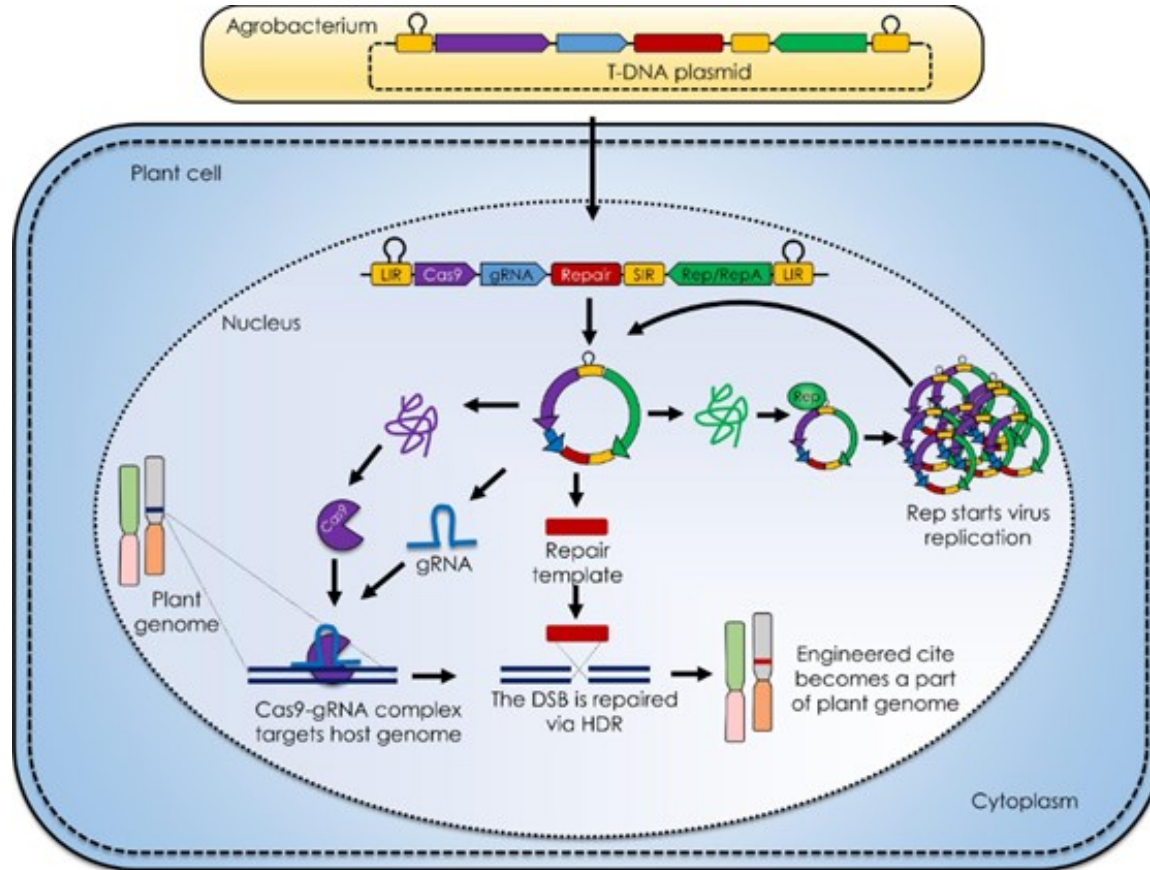 Agrobacterium
T-DNA plasmid
Plant cell
LIR Cas9 gRNA Repair SIR Rep/RepA LIR
Nucleus
Rep
Cas9
gRNA
Repair
template
Rep starts virus
replication
Plant
genome
Cas9-gRNA complex
targets host genome
The DSB is repaired
via HDR
Engineered cite
becomes a part
of plant genome
Cytoplasm